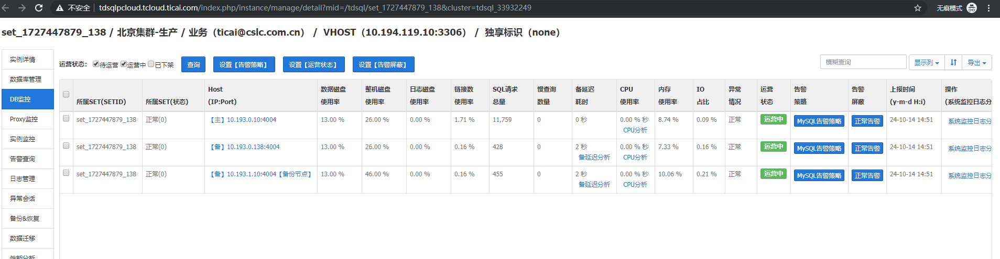 不安全 tdsqlpcloud.tcloud.ticai.com/index.php/instance/manage/detail?mid=/tdsql/set_1727447879_138&cluster=tdsql_33932249 无痕模式
set_1727447879_138 / 北京集群-生产 / 业务（ticai@cslc.com.cn） / VHOST（10.194.119.10:3306） / 独享标识（none）
实例详情
数据库管理
DB监控
Proxy监控
实例监控
告警查询
日志管理
异常会话
备份&恢复
数据迁移
性能分析
运营状态: 待运营 运营中 已下架 查询 设置【告警策略】 设置【运营状态】 设置【告警屏蔽】 模糊查询 显示列 导出
所属SET(SETID) 所属SET(状态) Host (IP:Port) 数据磁盘使用率 整机磁盘使用率 日志磁盘使用率 链接数使用率 SQL请求总量 慢查询数量 备延迟耗时 CPU使用率 内存使用率 IO占比 异常情况 运营状态 告警策略 告警屏蔽 上报时间 (y-m-d H:i) 操作 (系统监控日志分
set_1727447879_138 正常(0) 【主】10.193.0.10:4004 13.00 % 26.00 % 0.00 % 1.71 % 11,759 0 0 秒 0.00 % 秒 8.74 % 0.09 % 正常 运营中 MySQL告警策略 正常告警 24-10-14 14:51 系统监控日志分
CPU分析
set_1727447879_138 正常(0) 【备】10.193.0.138:4004 13.00 % 26.00 % 0.00 % 0.16 % 428 0 2 秒 0.00 % 秒 7.33 % 0.16 % 正常 运营中 MySQL告警策略 正常告警 24-10-14 14:51 系统监控日志分
备延迟分析 CPU分析
set_1727447879_138 正常(0) 【备】10.193.1.10:4004【备份节点】 13.00 % 46.00 % 0.00 % 0.16 % 455 0 2 秒 0.00 % 秒 10.06 % 0.21 % 正常 运营中 MySQL告警策略 正常告警 24-10-14 14:51 系统监控日志分
备延迟分析 CPU分析